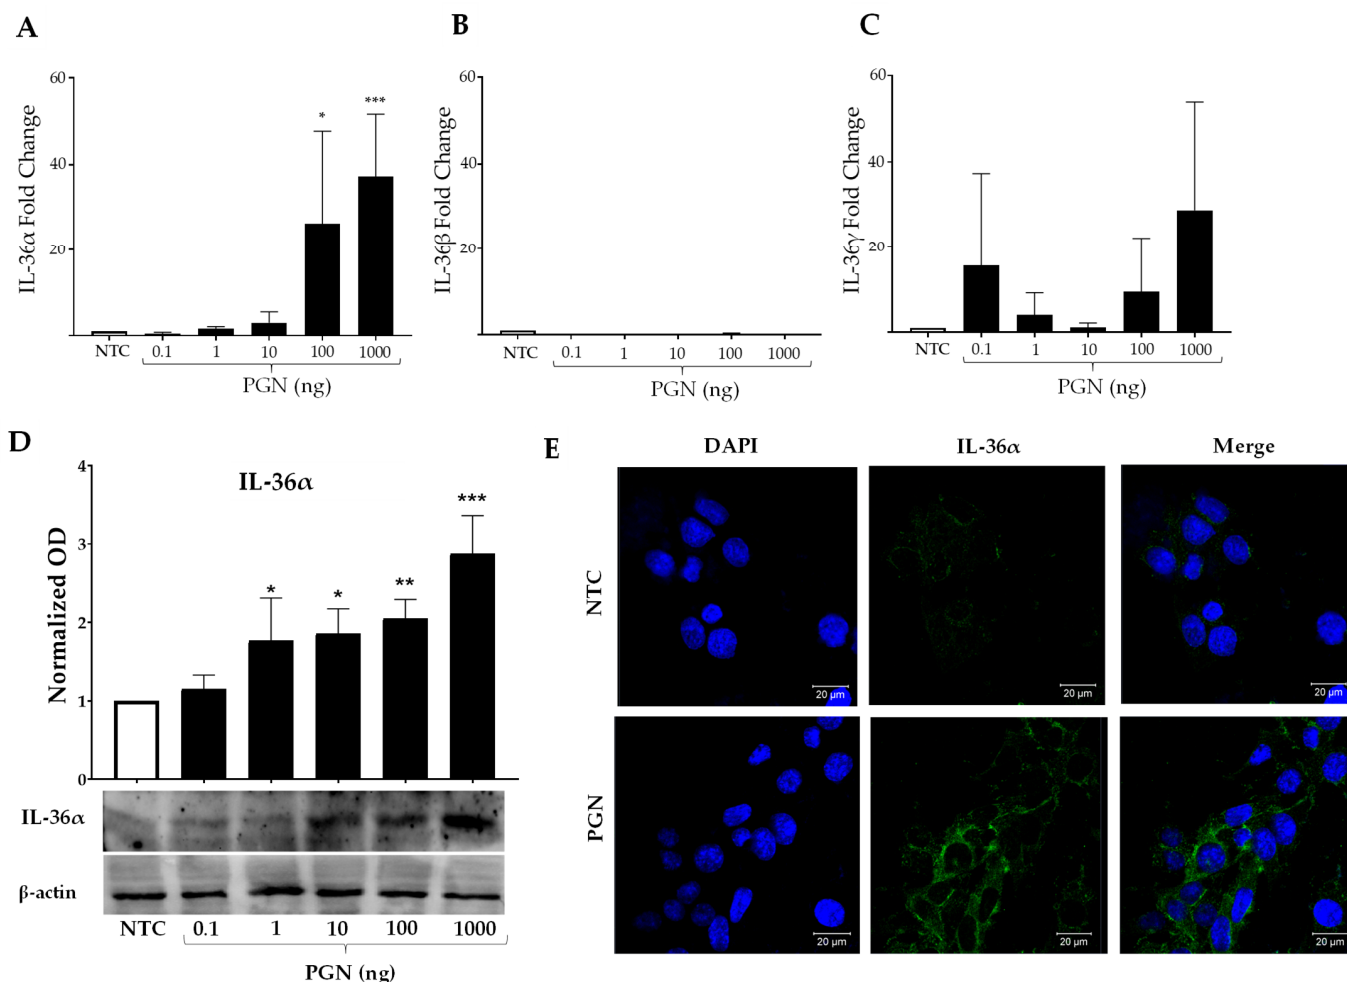 A
IL-36α Fold Change
60
40
20
*
***
NTC
0.1
1
10
100
1000
PGN (ng)
B
IL-36β Fold Change
60
40
20
NTC
0.1
1
10
100
1000
PGN (ng)
C
IL-36γ Fold Change
60
40
20
NTC
0.1
1
10
100
1000
PGN (ng)
D
IL-36α
Normalized OD
4
3
2
1
0
*
*
**
***
IL-36α
β-actin
NTC
0.1
1
10
100
1000
PGN (ng)
E
DAPI
IL-36α
Merge
NTC
20 µm
20 µm
20 µm
PGN
20 µm
20 µm
20 µm